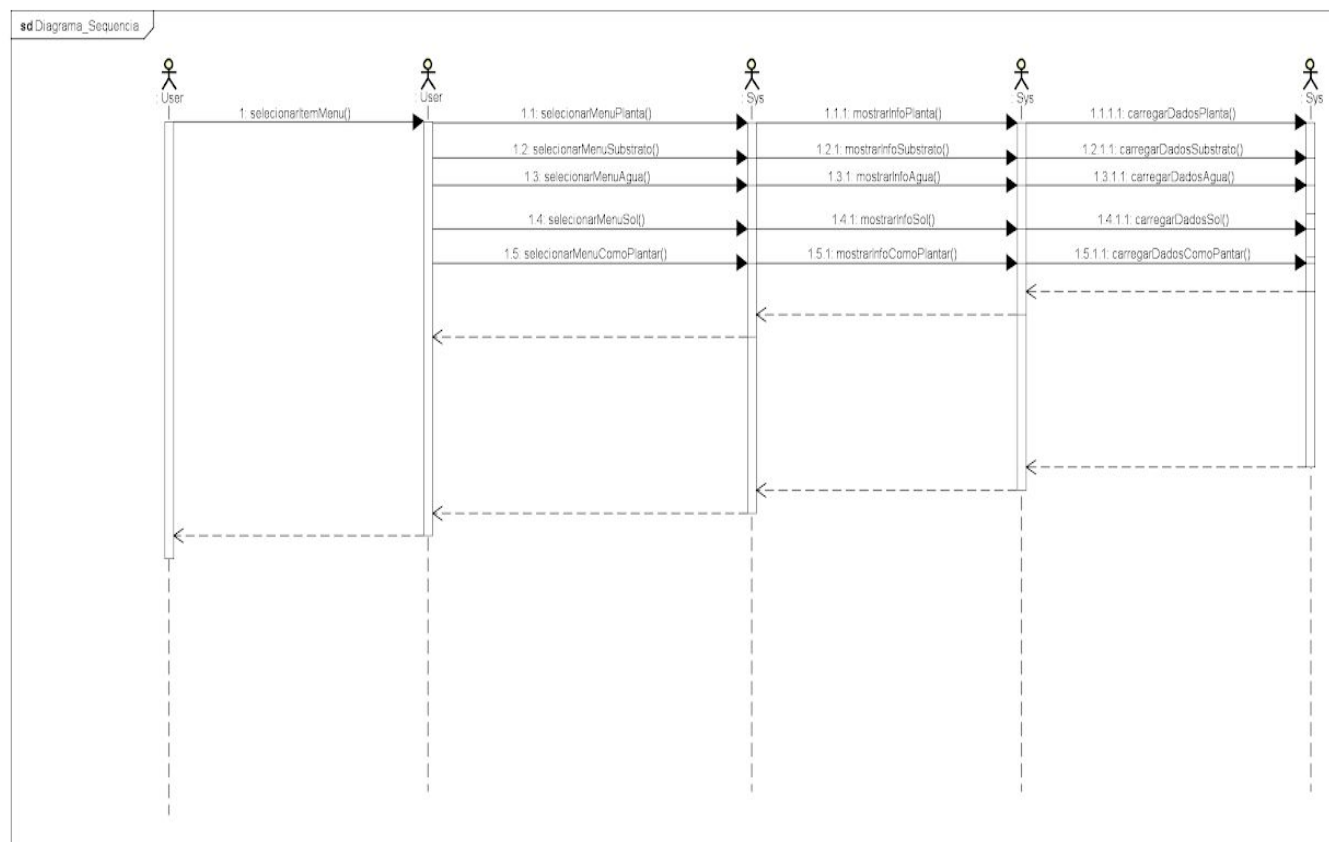 sd Diagrama_Sequencia
: User
: User
: Sys
: Sys
: Sys
1: selecionarItemMenu()
1.1: selecionarMenuPlanta()
1.1.1: mostrarInfoPlanta()
1.1.1.1: carregarDadosPlanta()
1.2: selecionarMenuSubstrato()
1.2.1: mostrarInfoSubstrato()
1.2.1.1: carregarDadosSubstrato()
1.3: selecionarMenuAgua()
1.3.1: mostrarInfoAgua()
1.3.1.1: carregarDadosAgua()
1.4: selecionarMenuSol()
1.4.1: mostrarInfoSol()
1.4.1.1: carregarDadosSol()
1.5: selecionarMenuComoPlantar()
1.5.1: mostrarInfoComoPlantar()
1.5.1.1: carregarDadosComoPantar()